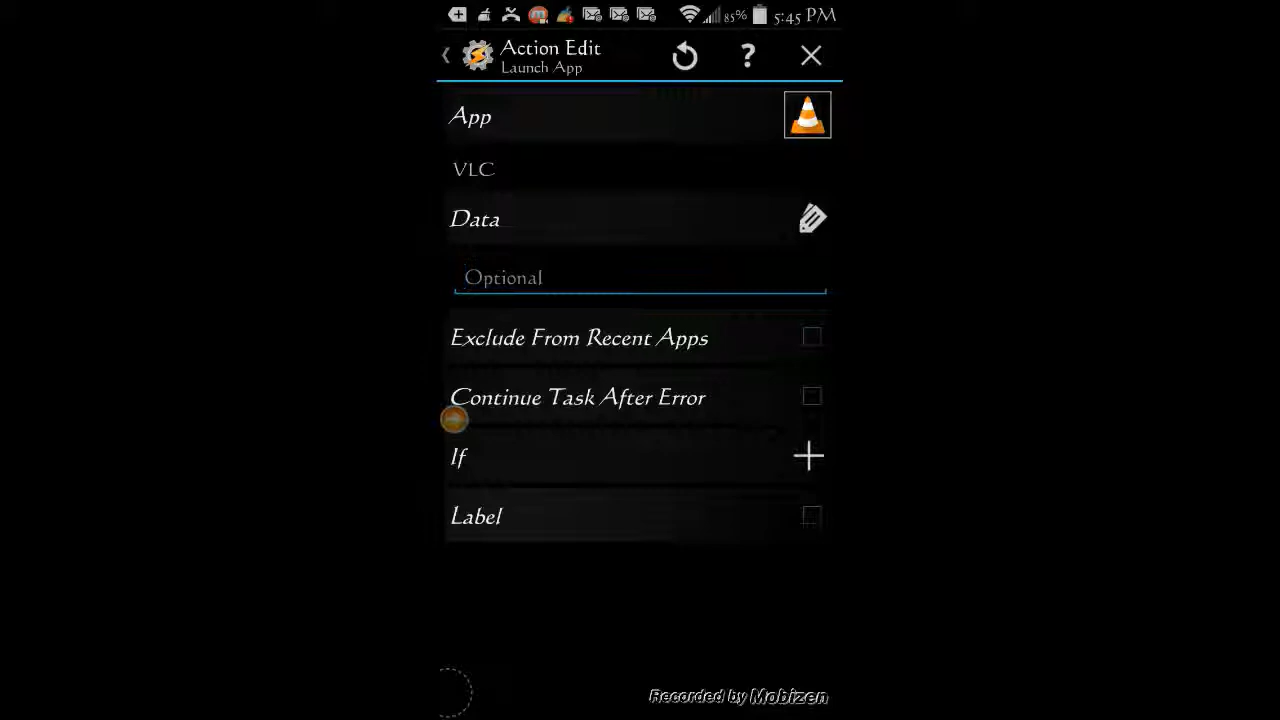 85% 5:45 PM
Action Edit
Launch App
?
App
VLC
Data
Optional
Exclude From Recent Apps
Continue Task After Error
If
Label
Recorded by Mobizen